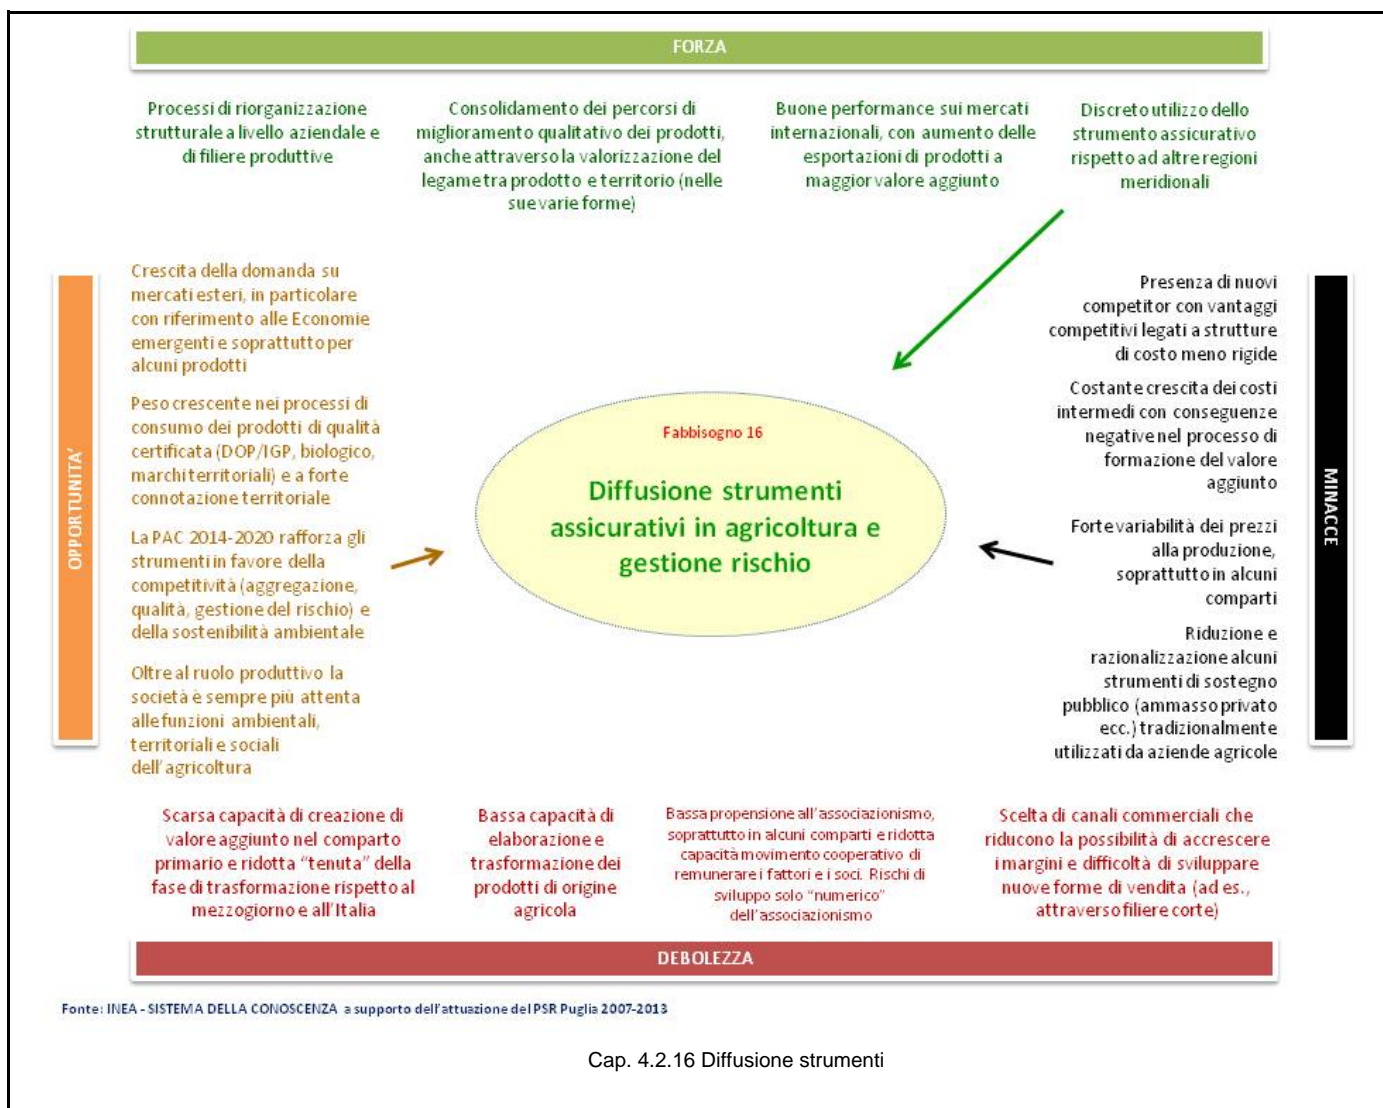 FORZA
Processi di riorganizzazione
strutturale a livello aziendale e
di filiere produttive
Consolidamento dei percorsi di
miglioramento qualitativo dei prodotti,
anche attraverso la valorizzazione del
legame tra prodotto e territorio (nelle
sue varie forme)
Buone performance sui mercati
internazionali, con aumento delle
esportazioni di prodotti a
maggior valore aggiunto
Discreto utilizzo dello
strumento assicurativo
rispetto ad altre regioni
meridionali
OPPORTUNITA'
Crescita della domanda su
mercati esteri, in particolare
con riferimento alle Economie
emergenti e soprattutto per
alcuni prodotti
Peso crescente nei processi di
consumo dei prodotti di qualità
certificata (DOP/IGP, biologico,
marchi territoriali) e a forte
connotazione territoriale
La PAC 2014-2020 rafforza gli
strumenti in favore della
competitività (aggregazione,
qualità, gestione del rischio) e
della sostenibilità ambientale
Oltre al ruolo produttivo la
società è sempre più attenta
alle funzioni ambientali,
territoriali e sociali
dell'agricoltura
Fabbisogno 16
Diffusione strumenti
assicurativi in agricoltura e
gestione rischio
Presenza di nuovi
competitor con vantaggi
competitivi legati a strutture
di costo meno rigide
Costante crescita dei costi
intermedi con conseguenze
negative nel processo di
formazione del valore
aggiunto
Forte variabilità dei prezzi
alla produzione,
soprattutto in alcuni
comparti
Riduzione e
razionalizzazione alcuni
strumenti di sostegno
pubblico (ammasso privato
ecc.) tradizionalmente
utilizzati da aziende agricole
MINACCE
Scarsa capacità di creazione di
valore aggiunto nel comparto
primario e ridotta "tenuta" della
fase di trasformazione rispetto al
mezzogiorno e all'Italia
Bassa capacità di
elaborazione e
trasformazione dei
prodotti di origine
agricola
Bassa propensione all'associazionismo,
soprattutto in alcuni comparti e ridotta
capacità movimento cooperativo di
remunerare i fattori e i soci. Rischi di
sviluppo solo "numerico"
dell'associazionismo
Scelta di canali commerciali che
riducono la possibilità di accrescere
i margini e difficoltà di sviluppare
nuove forme di vendita (ad es.,
attraverso filiere corte)
DEBOLEZZA
Fonte: INEA - SISTEMA DELLA CONOSCENZA a supporto dell'attuazione del PSR Puglia 2007-2013
Cap. 4.2.16 Diffusione strumenti